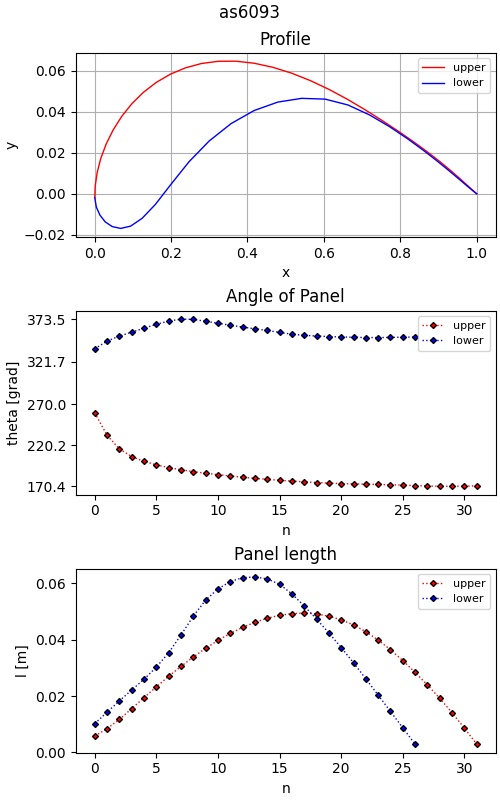 as6093
Profile
0.06
0.04
0.02
0.00
−0.02
y
upper
lower
0.0 0.2 0.4 0.6 0.8 1.0
x
Angle of Panel
373.5
321.7
270.0
220.2
170.4
theta [grad]
upper
lower
0 5 10 15 20 25 30
n
Panel length
0.06
0.04
0.02
0.00
l [m]
upper
lower
0 5 10 15 20 25 30
n